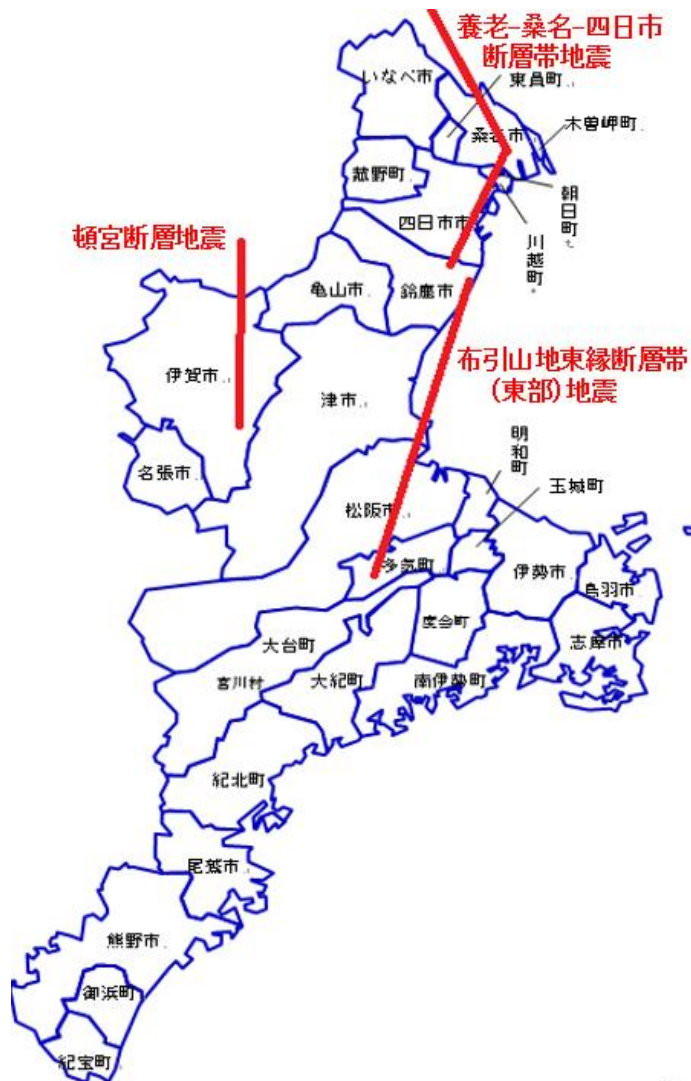 養老-桑名-四日市
断層帯地震
いなべ市
東員町
桑名市
木曽岬町
菰野町
朝日町
四日市市
川越町
頓宮断層地震
亀山市
鈴鹿市
伊賀市
津市
布引山地東縁断層帯
(東部)地震
名張市
明和町
玉城町
松阪市
多気町
伊勢市
鳥羽市
度会町
志摩市
大台町
宮川村
大紀町
南伊勢町
紀北町
尾鷲市
熊野市
御浜町
紀宝町